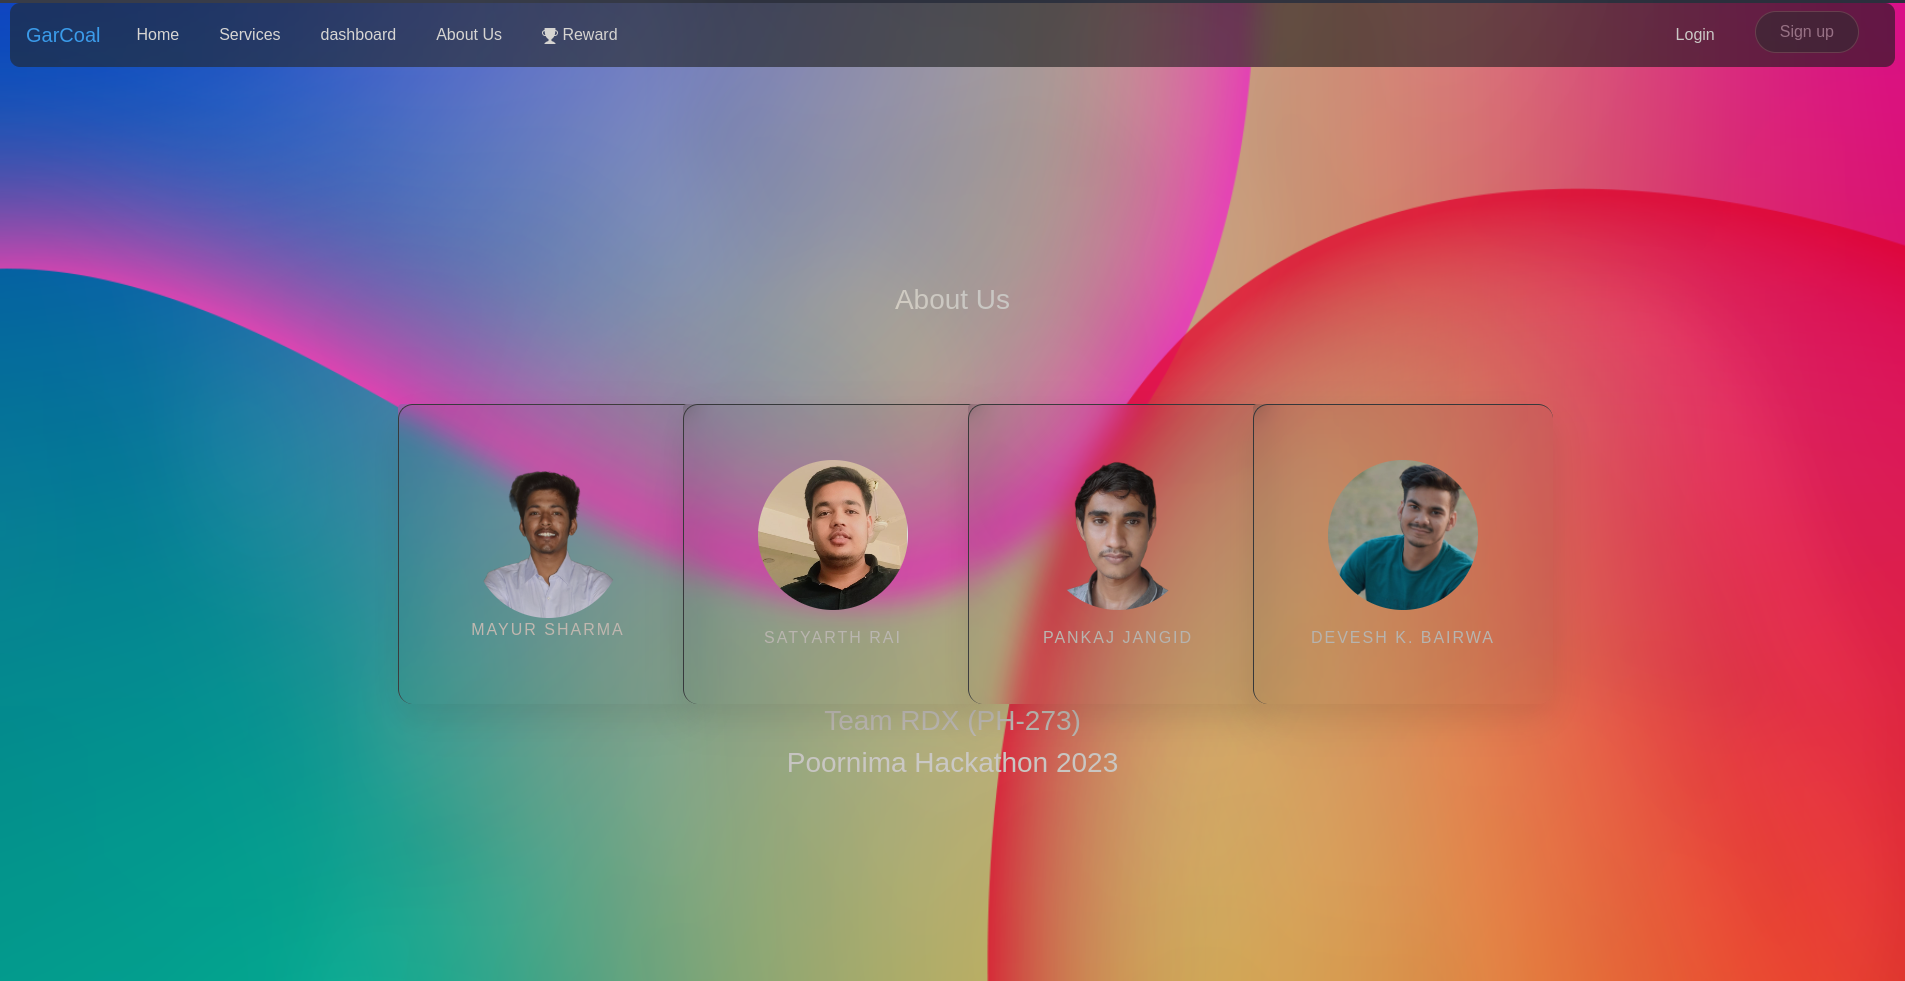 GarCoal Home Services dashboard About Us Reward Login Sign up
About Us
MAYUR SHARMA
SATYARTH RAI
PANKAJ JANGID
DEVESH K. BAIRWA
Team RDX (PH-273)
Poornima Hackathon 2023